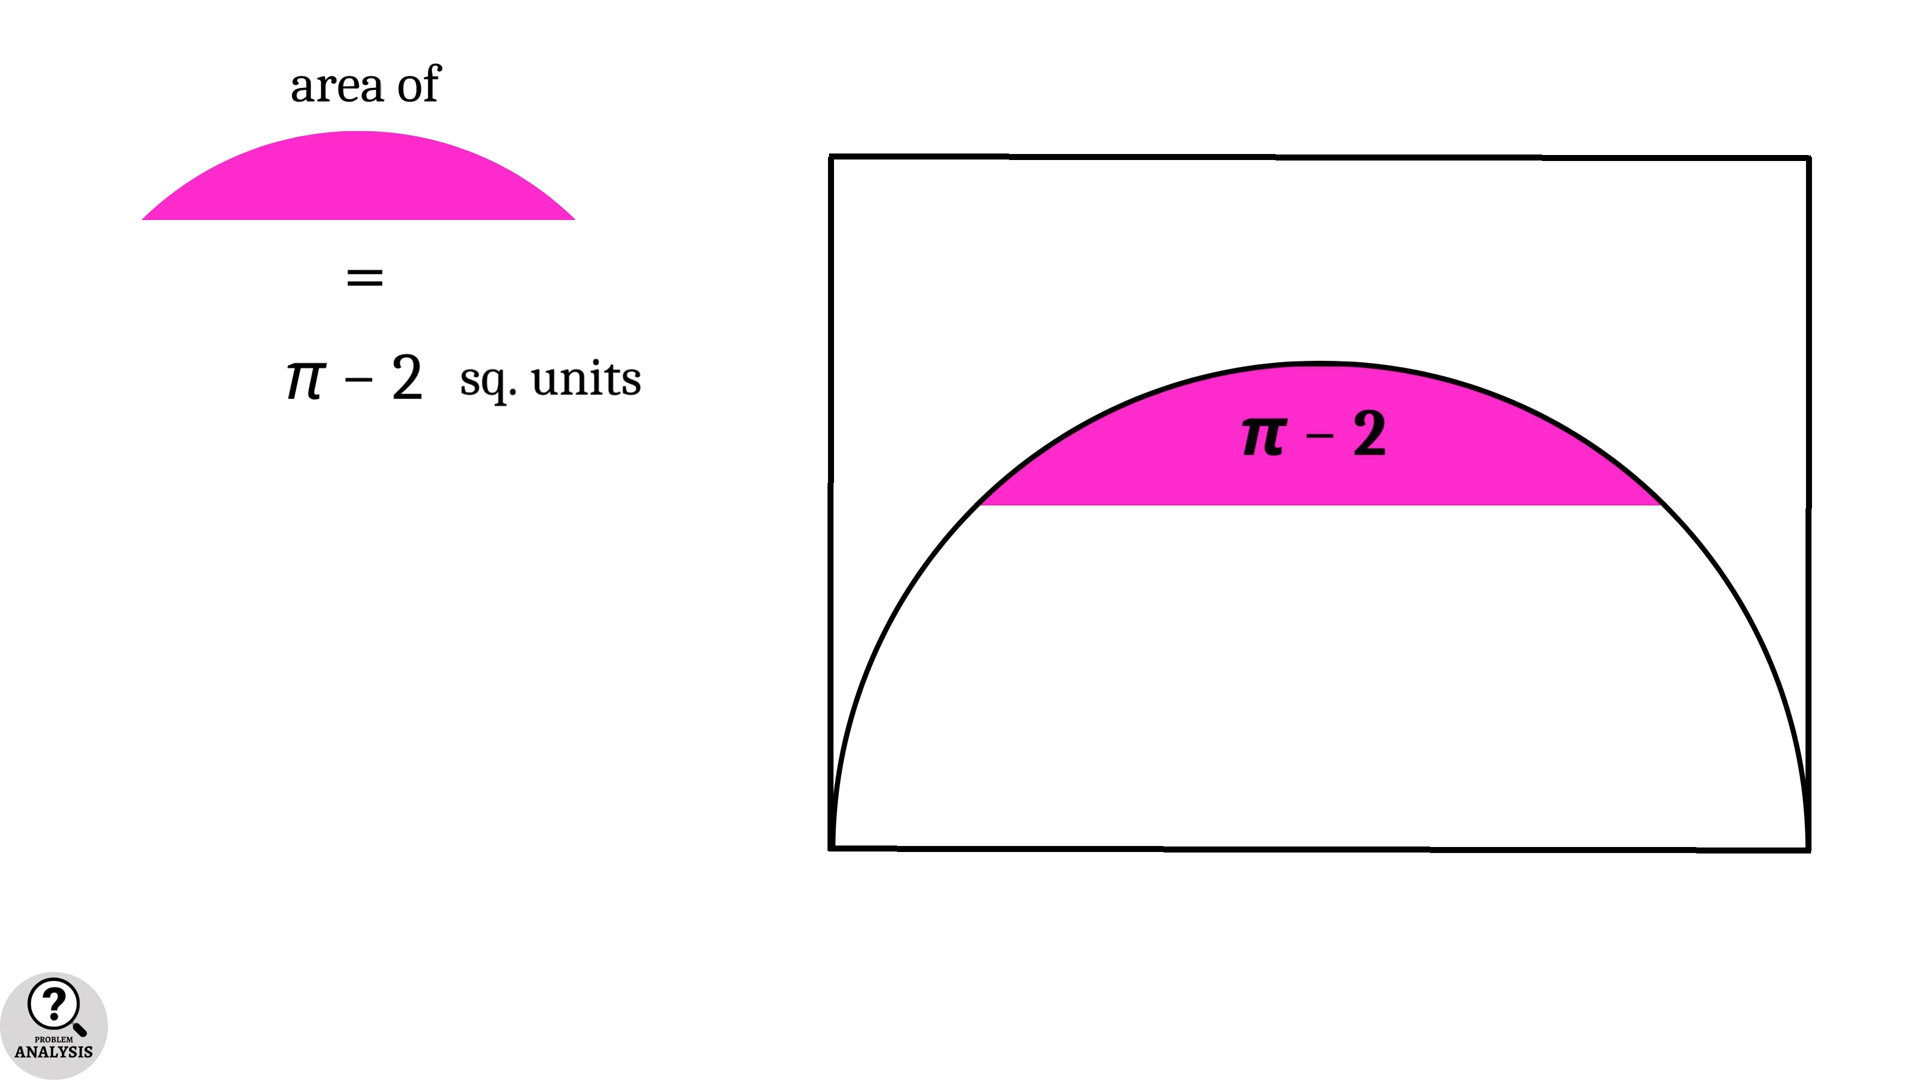 area of
=
π – 2 sq. units
π – 2
?
PROBLEM
ANALYSIS